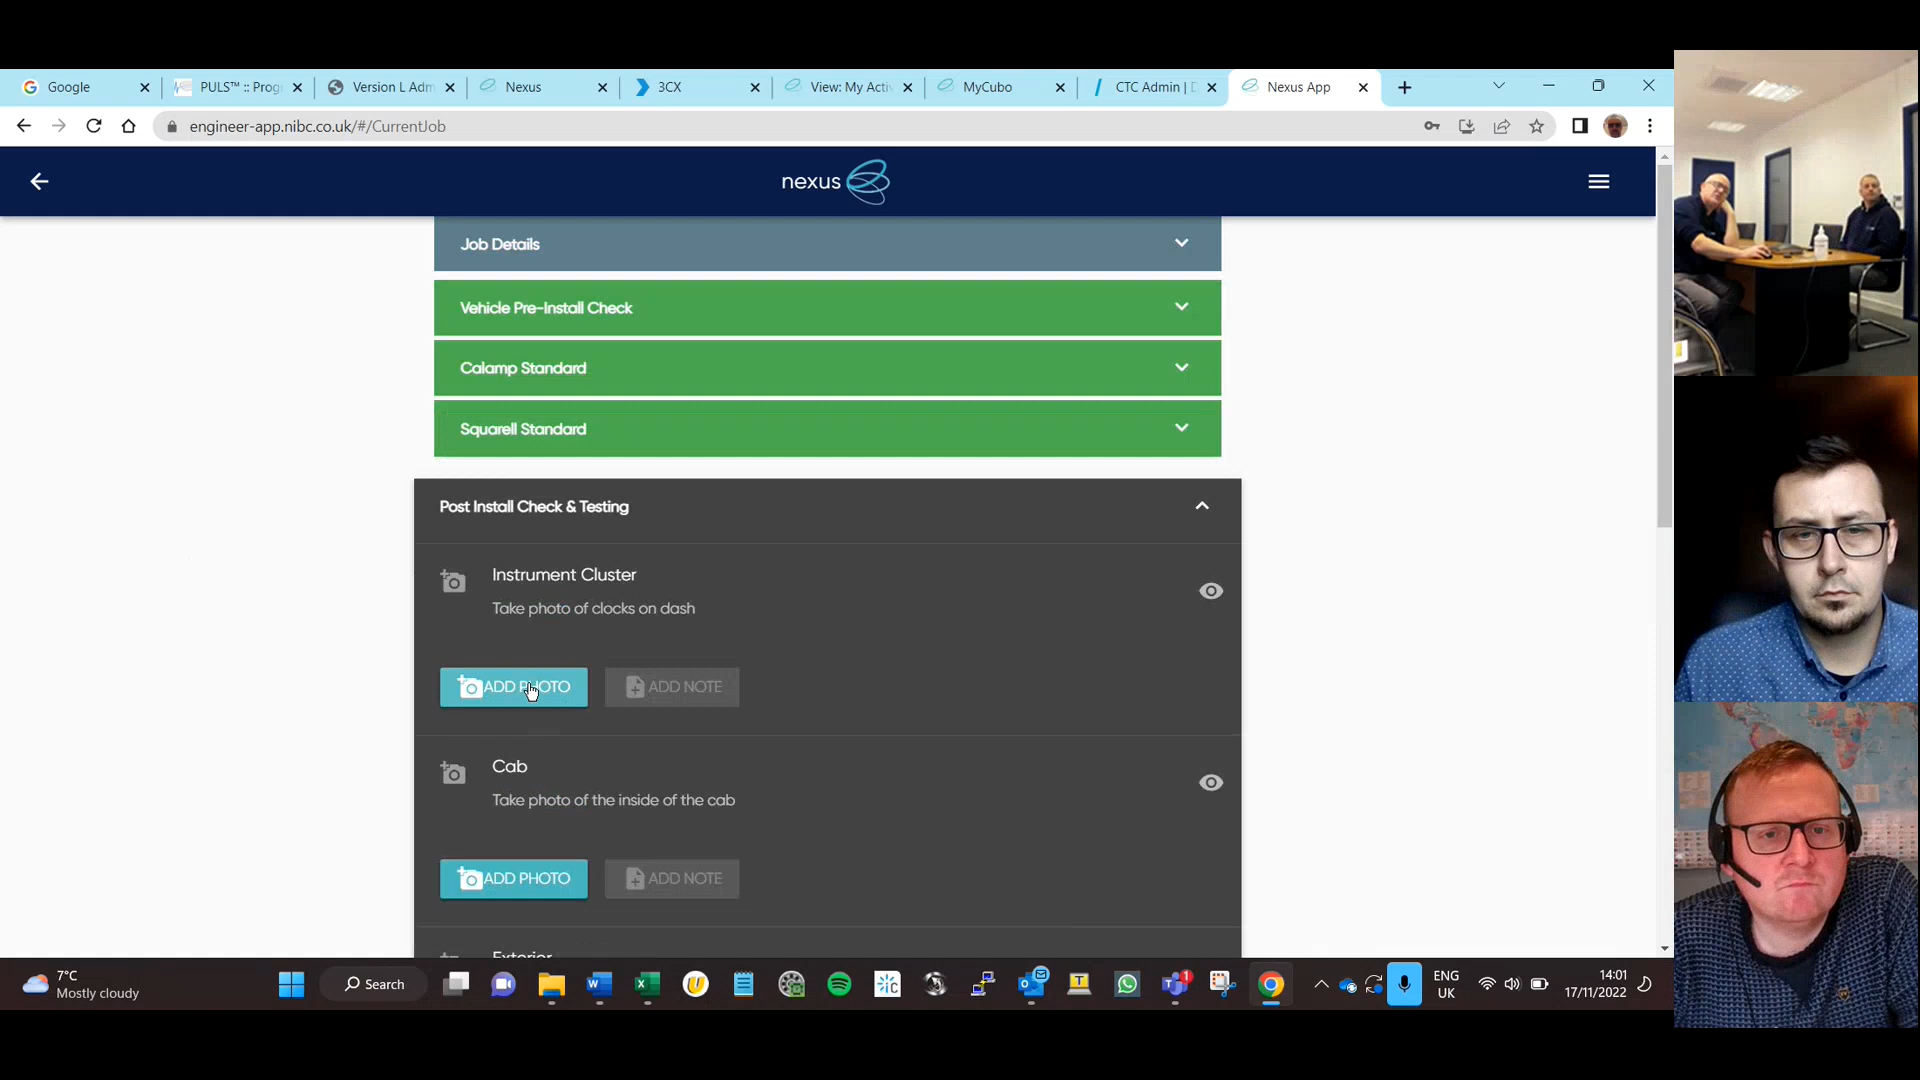 Google
PULS™ :: Prog
Version L Adm
Nexus
3CX
View: My Activ
MyCubo
CTC Admin | D
Nexus App
engineer-app.nibc.co.uk/#/CurrentJob
nexus
Job Details
Vehicle Pre-Install Check
Calamp Standard
Squarell Standard
Post Install Check & Testing
Instrument Cluster
Take photo of clocks on dash
ADD PHOTO
ADD NOTE
Cab
Take photo of the inside of the cab
ADD PHOTO
ADD NOTE
Exterior
7°C
Mostly cloudy
Search
ENG
UK
14:01
17/11/2022